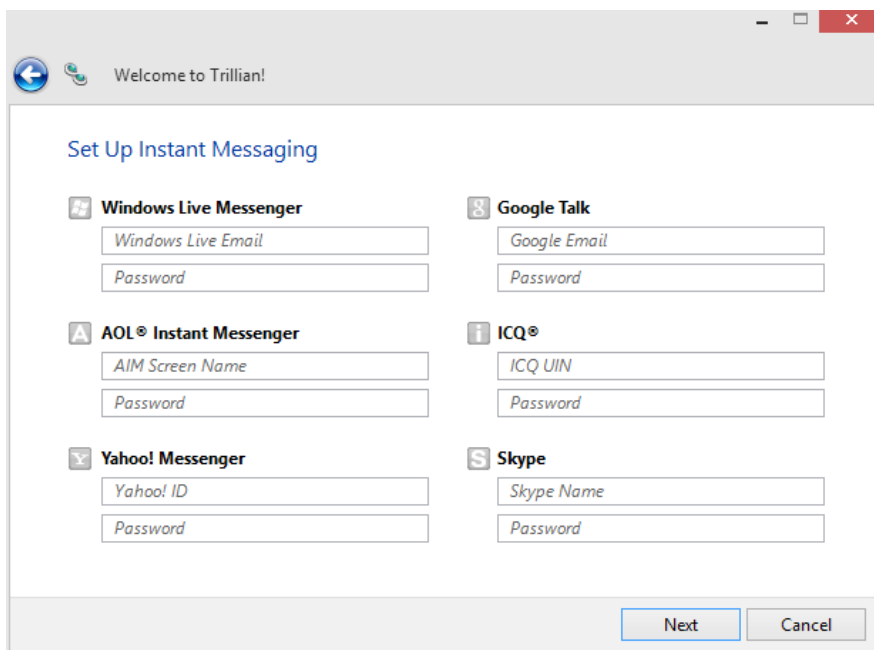 Welcome to Trillian!
Set Up Instant Messaging
Windows Live Messenger
Windows Live Email
Password
Google Talk
Google Email
Password
AOL® Instant Messenger
AIM Screen Name
Password
ICQ®
ICQ UIN
Password
Yahoo! Messenger
Yahoo! ID
Password
Skype
Skype Name
Password
Next
Cancel